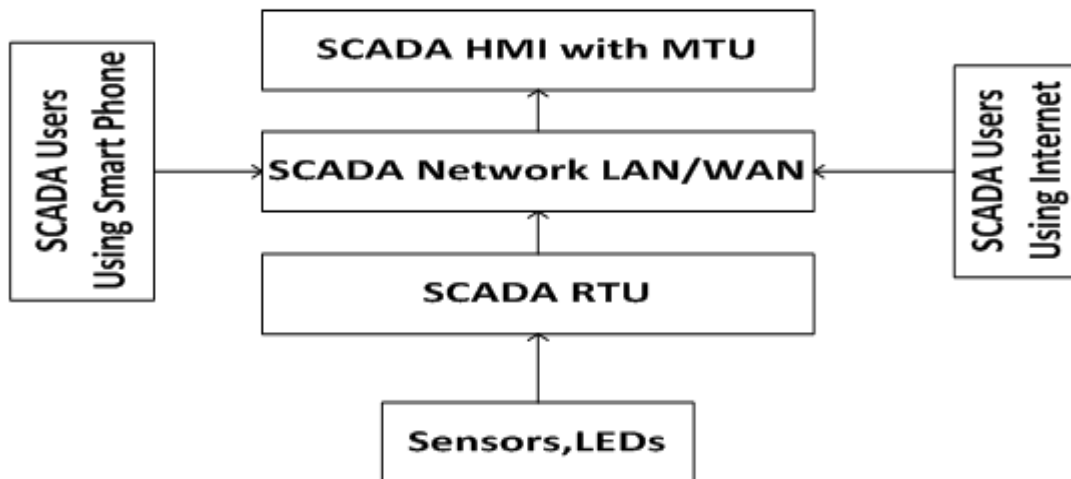 SCADA HMI with MTU
SCADA Users
Using Smart Phone
SCADA Network LAN/WAN
SCADA Users
Using Internet
SCADA RTU
Sensors,LEDs